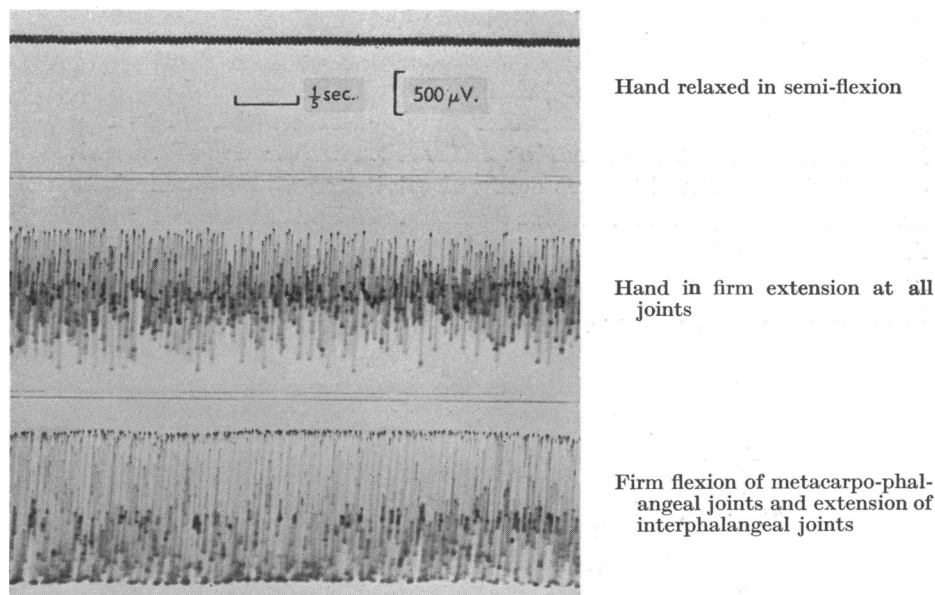 Hand relaxed in semi-flexion
⅕ sec. 500 μV.
Hand in firm extension at all
joints
Firm flexion of metacarpo-phal-
angeal joints and extension of
interphalangeal joints